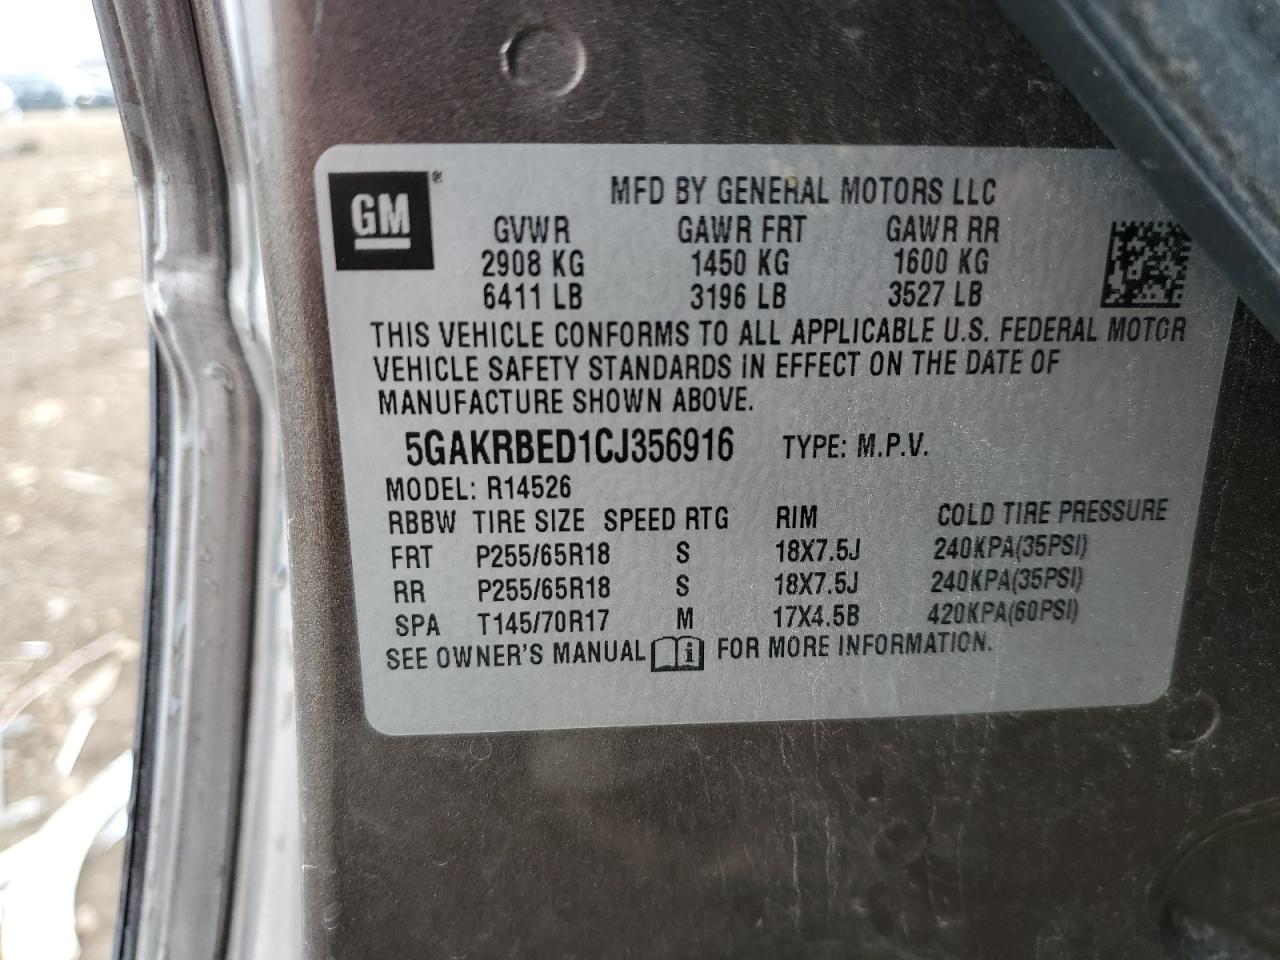 GM®
MFD BY GENERAL MOTORS LLC
GVWR GAWR FRT GAWR RR
2908 KG 1450 KG 1600 KG
6411 LB 3196 LB 3527 LB
THIS VEHICLE CONFORMS TO ALL APPLICABLE U.S. FEDERAL MOTOR
VEHICLE SAFETY STANDARDS IN EFFECT ON THE DATE OF
MANUFACTURE SHOWN ABOVE.
5GAKRBED1CJ356916 TYPE: M.P.V.
MODEL: R14526
RBBW TIRE SIZE SPEED RTG RIM COLD TIRE PRESSURE
FRT P255/65R18 S 18X7.5J 240KPA(35PSI)
RR P255/65R18 S 18X7.5J 240KPA(35PSI)
SPA T145/70R17 M 17X4.5B 420KPA(60PSI)
SEE OWNER'S MANUAL i FOR MORE INFORMATION.